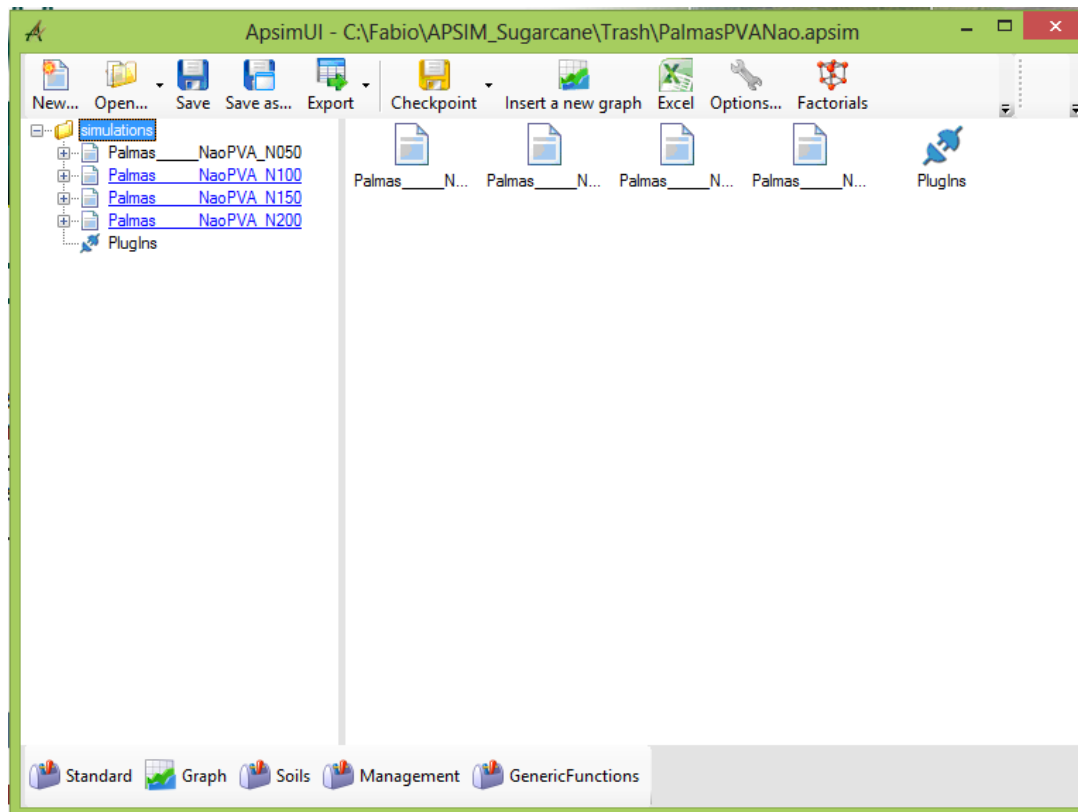 ApsimUI - C:\Fabio\APSIM_Sugarcane\Trash\PalmasPVANao.apsim
New... Open... Save Save as... Export Checkpoint Insert a new graph Excel Options... Factorials
simulations
Palmas_____NaoPVA_N050
Palmas_____NaoPVA_N100
Palmas_____NaoPVA_N150
Palmas_____NaoPVA_N200
PlugIns
Palmas_____N... Palmas_____N... Palmas_____N... Palmas_____N... PlugIns
Standard Graph Soils Management GenericFunctions